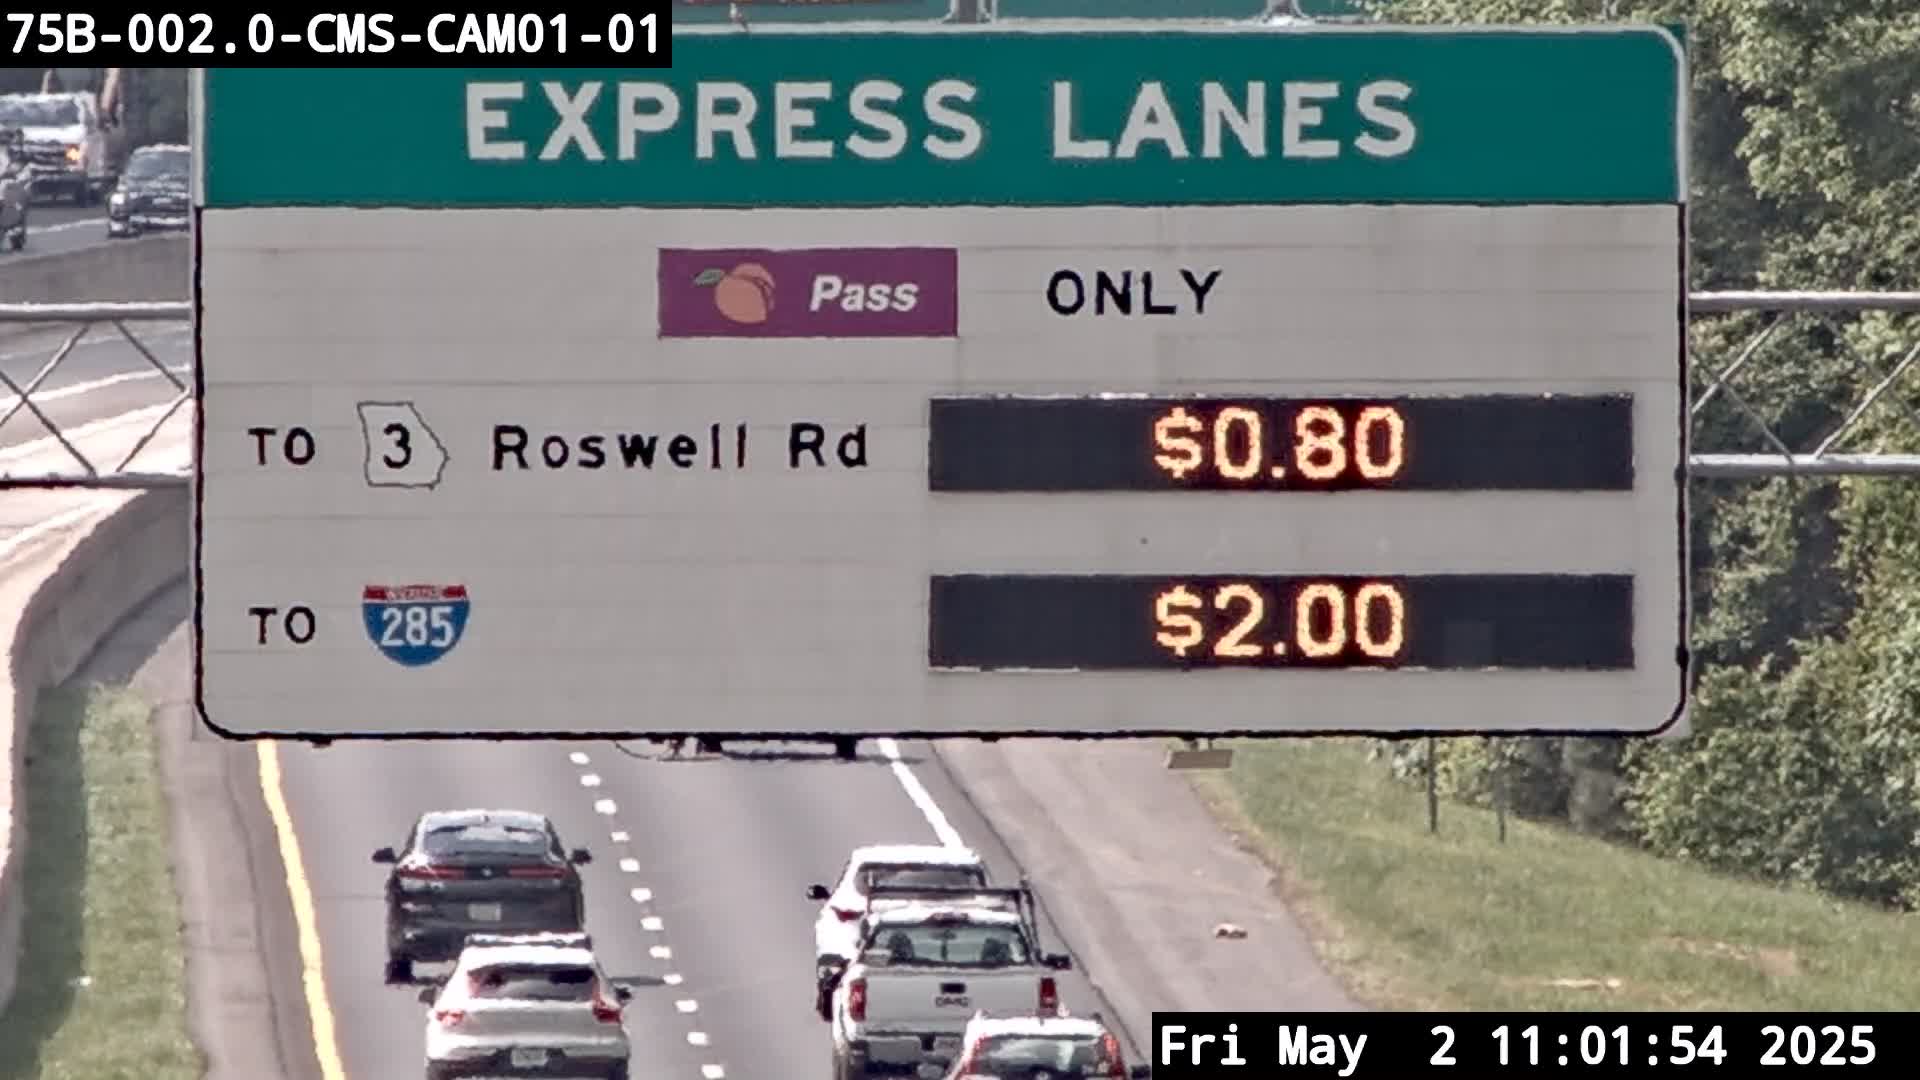 75B-002.0-CMS-CAM01-01
EXPRESS LANES
Pass ONLY
TO 3 Roswell Rd $0.80
TO 285 $2.00
Fri May 2 11:01:54 2025